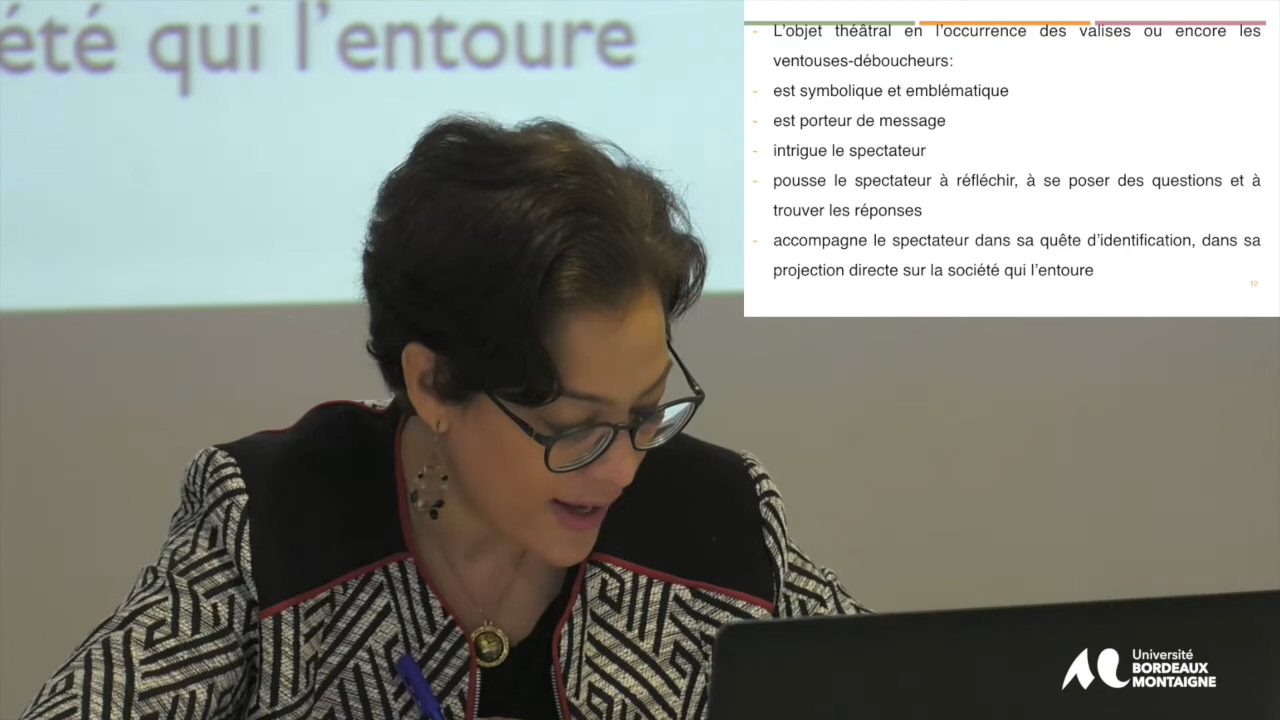 été qui l'entoure
- L'objet théâtral en l'occurrence des valises ou encore les
ventouses-déboucheurs:
- est symbolique et emblématique
- est porteur de message
- intrigue le spectateur
- pousse le spectateur à réfléchir, à se poser des questions et à
trouver les réponses
- accompagne le spectateur dans sa quête d'identification, dans sa
projection directe sur la société qui l'entoure
12
Université
BORDEAUX
MONTAIGNE